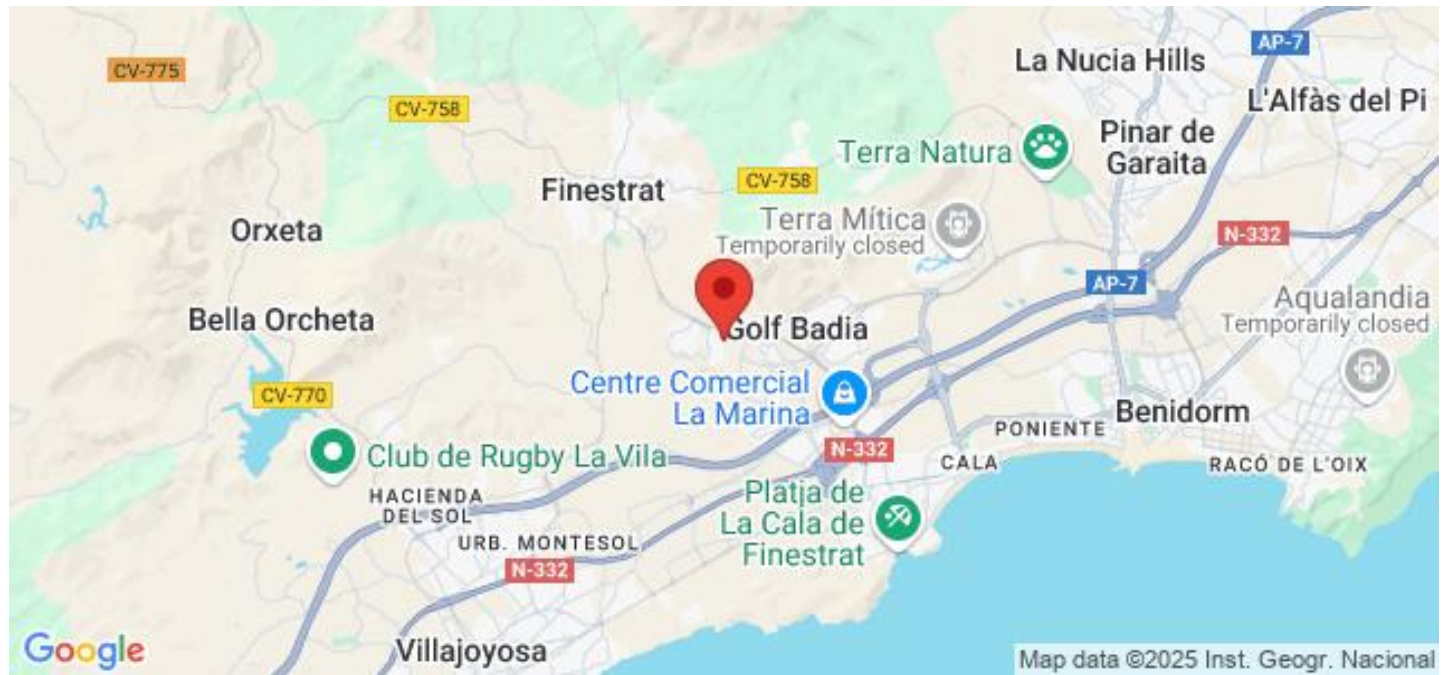 CV-775
CV-758
La Nucia Hills
AP-7
L'Alfàs del Pi
Pinar de
Garaita
Terra Natura
CV-758
Finestrat
Orxeta
Terra Mítica
Temporarily closed
N-332
AP-7
Aqualandia
Temporarily closed
Bella Orcheta
Golf Badia
Centre Comercial
La Marina
CV-770
Benidorm
PONIENTE
N-332
CALA
RACÓ DE L'OIX
Club de Rugby La Vila
HACIENDA
DEL SOL
Platja de
La Cala de
Finestrat
URB. MONTESOL
N-332
Villajoyosa
Google
Map data ©2025 Inst. Geogr. Nacional